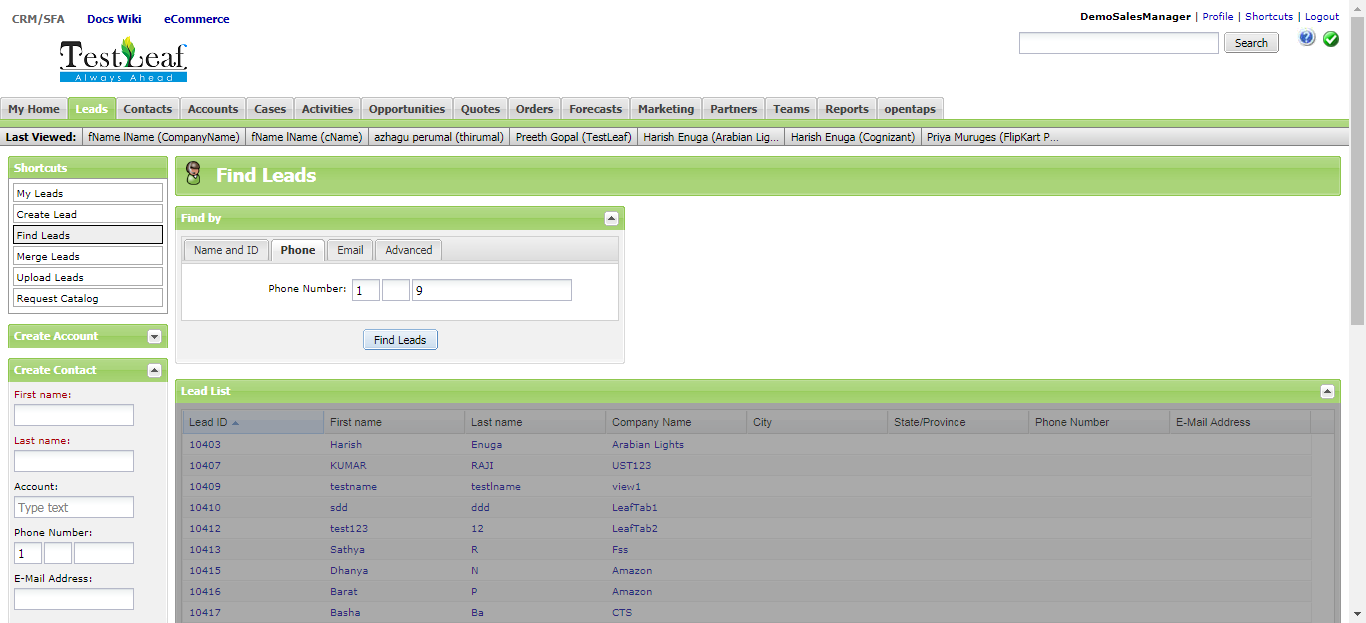 CRM/SFA Docs Wiki eCommerce
DemoSalesManager | Profile | Shortcuts | Logout
Search
TestLeaf
Always Ahead
My Home Leads Contacts Accounts Cases Activities Opportunities Quotes Orders Forecasts Marketing Partners Teams Reports opentaps
Last Viewed: fName lName (CompanyName) fName lName (cName) azhagu perumal (thirumal) Preeth Gopal (TestLeaf) Harish Enuga (Arabian Lig... Harish Enuga (Cognizant) Priya Muruges (FlipKart P...
Shortcuts
My Leads
Create Lead
Find Leads
Merge Leads
Upload Leads
Request Catalog
Create Account
Create Contact
First name:
Last name:
Account:
Type text
Phone Number:
1
E-Mail Address:
Find Leads
Find by
Name and ID Phone Email Advanced
Phone Number: 1 9
Find Leads
Lead List
Lead ID First name Last name Company Name City State/Province Phone Number E-Mail Address
10403 Harish Enuga Arabian Lights
10407 KUMAR RAJI UST123
10409 testname testlname view1
10410 sdd ddd LeafTab1
10412 test123 12 LeafTab2
10413 Sathya R Fss
10415 Dhanya N Amazon
10416 Barat P Amazon
10417 Basha Ba CTS